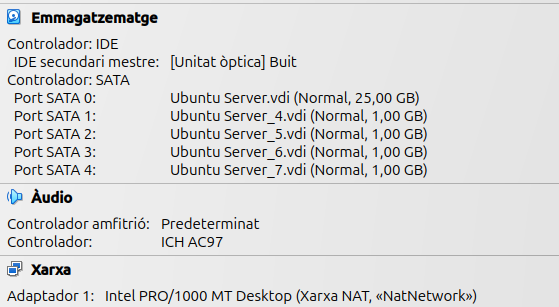 Emmagatzematge
Controlador: IDE
IDE secundari mestre: [Unitat òptica] Buit
Controlador: SATA
Port SATA 0: Ubuntu Server.vdi (Normal, 25,00 GB)
Port SATA 1: Ubuntu Server_4.vdi (Normal, 1,00 GB)
Port SATA 2: Ubuntu Server_5.vdi (Normal, 1,00 GB)
Port SATA 3: Ubuntu Server_6.vdi (Normal, 1,00 GB)
Port SATA 4: Ubuntu Server_7.vdi (Normal, 1,00 GB)
Àudio
Controlador amfitrió: Predeterminat
Controlador: ICH AC97
Xarxa
Adaptador 1: Intel PRO/1000 MT Desktop (Xarxa NAT, «NatNetwork»)